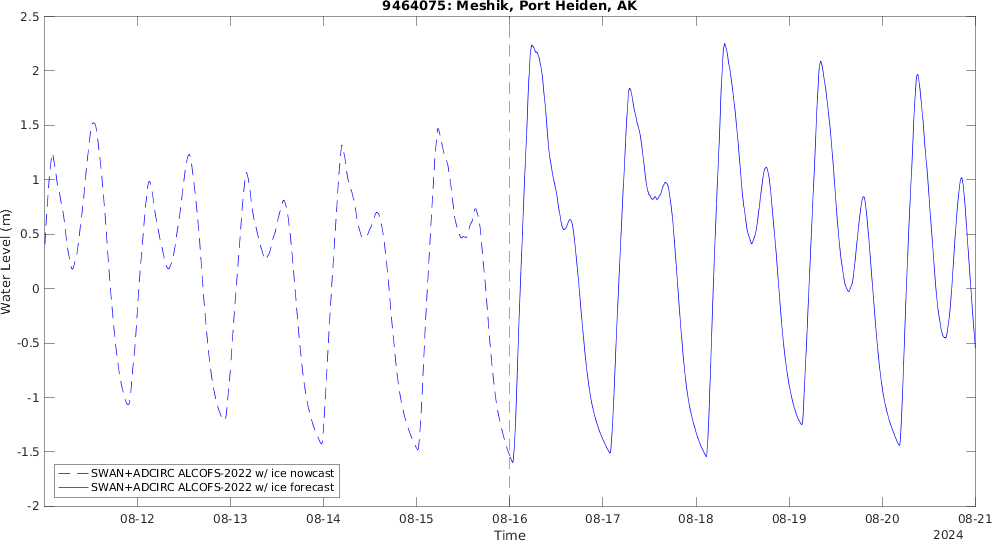 9464075: Meshik, Port Heiden, AK
2.5
2
1.5
1
0.5
0
-0.5
-1
-1.5
-2
Water Level (m)
SWAN+ADCIRC ALCOFS-2022 w/ ice nowcast
SWAN+ADCIRC ALCOFS-2022 w/ ice forecast
08-12 08-13 08-14 08-15 08-16 08-17 08-18 08-19 08-20 08-21
Time
2024